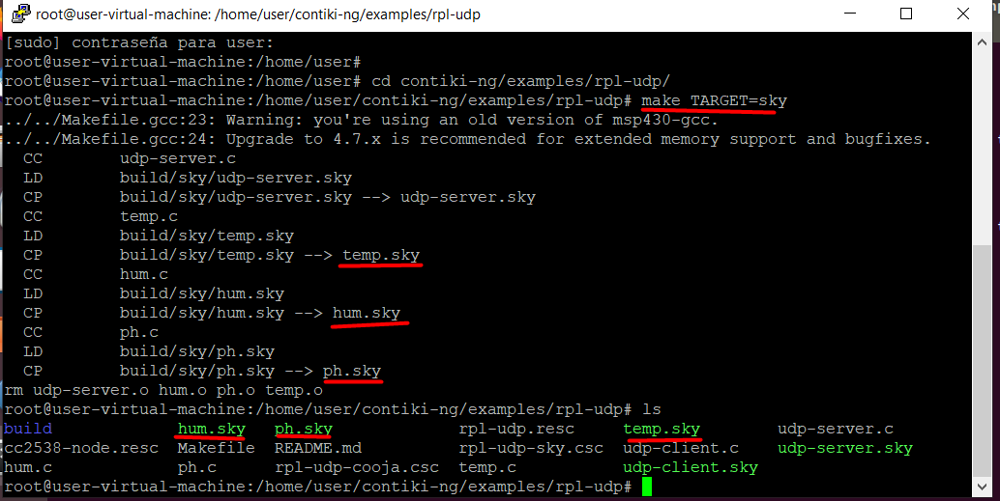 root@user-virtual-machine: /home/user/contiki-ng/examples/rpl-udp
[sudo] contraseña para user:
root@user-virtual-machine:/home/user#
root@user-virtual-machine:/home/user# cd contiki-ng/examples/rpl-udp/
root@user-virtual-machine:/home/user/contiki-ng/examples/rpl-udp# make TARGET=sky
../../Makefile.gcc:23: Warning: you're using an old version of msp430-gcc.
../../Makefile.gcc:24: Upgrade to 4.7.x is recommended for extended memory support and bugfixes.
CC udp-server.c
LD build/sky/udp-server.sky
CP build/sky/udp-server.sky --> udp-server.sky
CC temp.c
LD build/sky/temp.sky
CP build/sky/temp.sky --> temp.sky
CC hum.c
LD build/sky/hum.sky
CP build/sky/hum.sky --> hum.sky
CC ph.c
LD build/sky/ph.sky
CP build/sky/ph.sky --> ph.sky
rm udp-server.o hum.o ph.o temp.o
root@user-virtual-machine:/home/user/contiki-ng/examples/rpl-udp# ls
build hum.sky ph.sky rpl-udp.resc temp.sky udp-server.c
cc2538-node.resc Makefile README.md rpl-udp-sky.csc udp-client.c udp-server.sky
hum.c ph.c rpl-udp-cooja.csc temp.c udp-client.sky
root@user-virtual-machine:/home/user/contiki-ng/examples/rpl-udp#